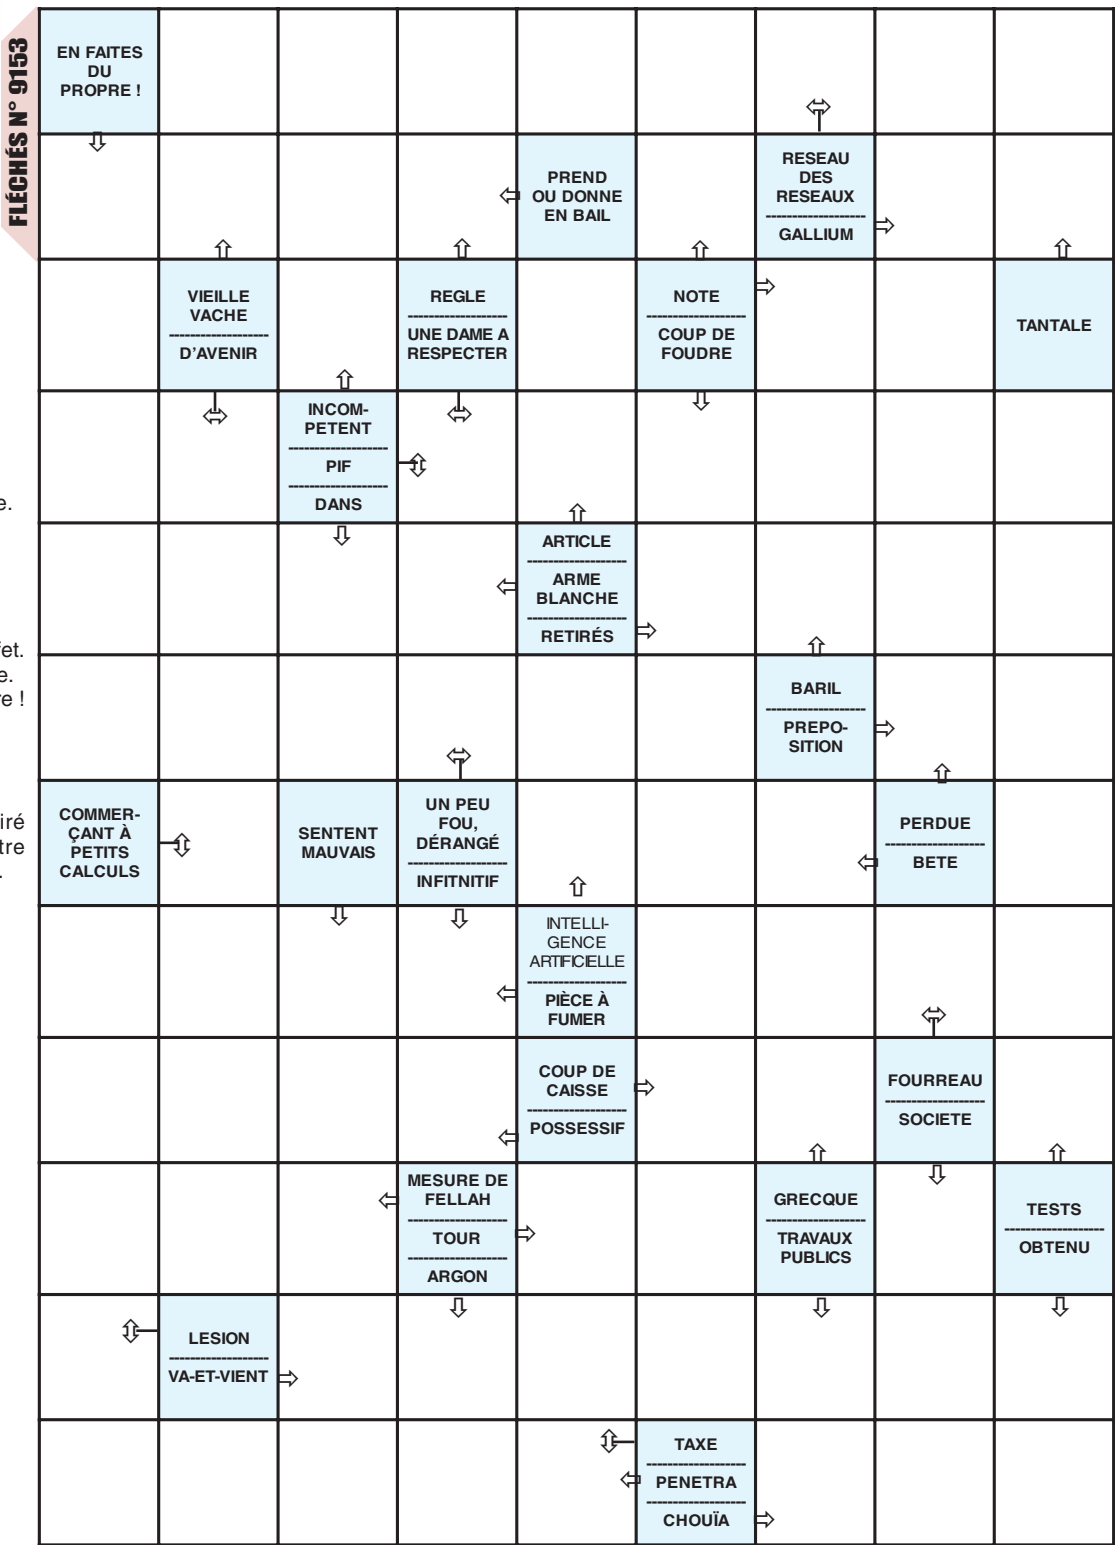 FLÉCHÉS N° 9153
EN FAITES
DU
PROPRE !
PREND
OU DONNE
EN BAIL
RESEAU
DES
RESEAUX
GALLIUM
VIEILLE
VACHE
D'AVENIR
REGLE
UNE DAME A
RESPECTER
NOTE
COUP DE
FOUDRE
TANTALE
INCOM-
PETENT
PIF
DANS
e.
ARTICLE
ARME
BLANCHE
RETIRÉS
fet.
e.
re !
BARIL
PREPO-
SITION
iré
tre
.
COMMER-
ÇANT À
PETITS
CALCULS
SENTENT
MAUVAIS
UN PEU
FOU,
DÉRANGÉ
INFITNITIF
PERDUE
BETE
INTELLI-
GENCE
ARTIFICIELLE
PIÈCE À
FUMER
COUP DE
CAISSE
POSSESSIF
FOURREAU
SOCIETE
MESURE DE
FELLAH
TOUR
ARGON
GRECQUE
TRAVAUX
PUBLICS
TESTS
OBTENU
LESION
VA-ET-VIENT
TAXE
PENETRA
CHOUÏA